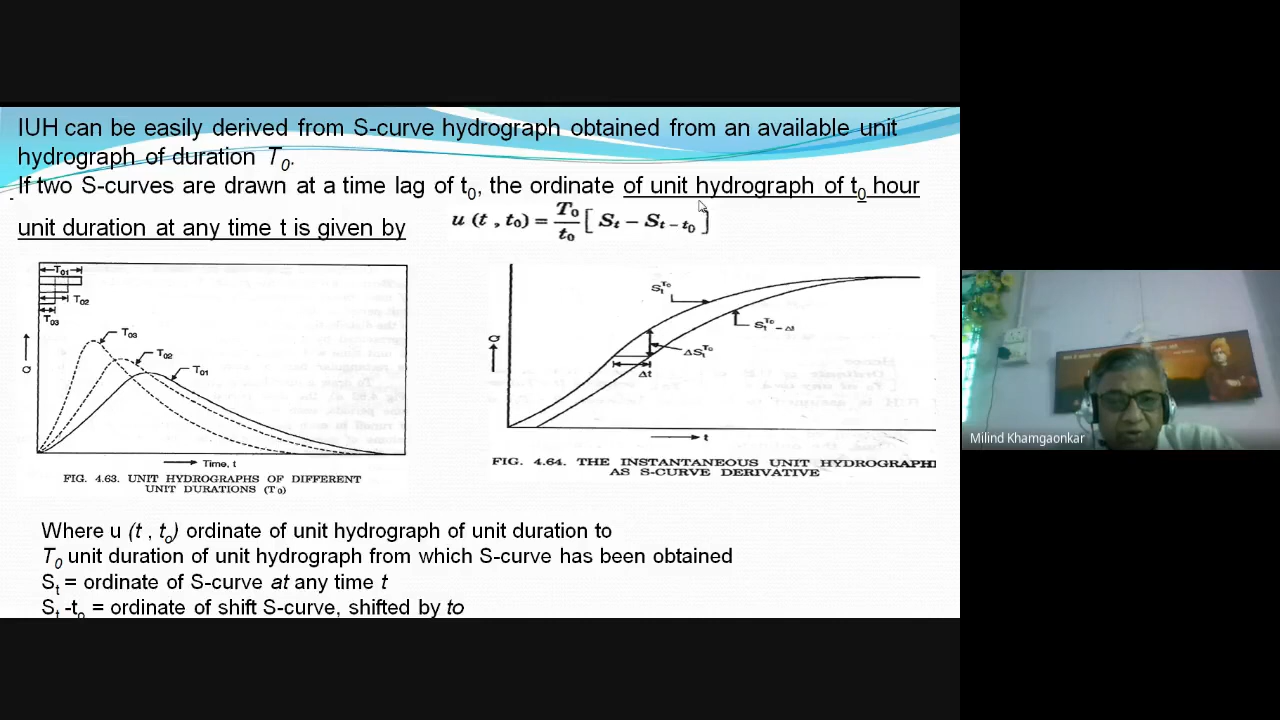 IUH can be easily derived from S-curve hydrograph obtained from an available unit
hydrograph of duration T₀.
If two S-curves are drawn at a time lag of t₀, the ordinate of unit hydrograph of t₀ hour
unit duration at any time t is given by
u (t , t₀) = T₀/t₀ [ Sₜ – Sₜ₋ₜ₀ ]
T₀₁
T₀₂
T₀₃
T₀₃
T₀₂
T₀₁
Q
Time, t
FIG. 4.63. UNIT HYDROGRAPHS OF DIFFERENT
UNIT DURATIONS (T₀)
Sₜ^T₀
Sₜ₋Δₜ^T₀
ΔSₜ^T₀
Δt
Q
t
FIG. 4.64. THE INSTANTANEOUS UNIT HYDROGRAPH
AS S-CURVE DERIVATIVE
Where u (t , tₒ) ordinate of unit hydrograph of unit duration to
T₀ unit duration of unit hydrograph from which S-curve has been obtained
Sₜ = ordinate of S-curve at any time t
Sₜ -tₒ = ordinate of shift S-curve, shifted by to
Milind Khamgaonkar